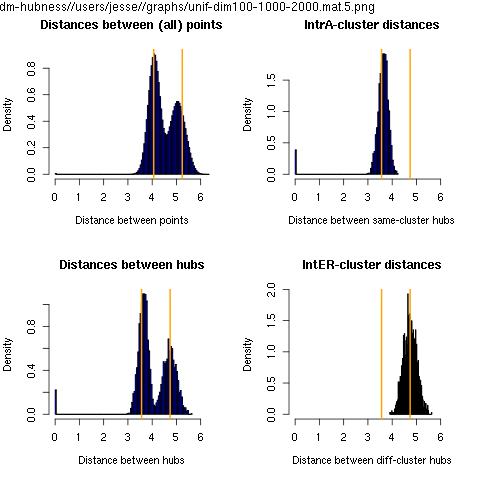 dm-hubness//users/jesse//graphs/unif-dim100-1000-2000.mat.5.png
Distances between (all) points
Density
0.0 0.2 0.4 0.6 0.8
0 1 2 3 4 5 6
Distance between points
IntrA-cluster distances
Density
0.0 0.5 1.0 1.5
0 1 2 3 4 5 6
Distance between same-cluster hubs
Distances between hubs
Density
0.0 0.4 0.8
0 1 2 3 4 5 6
Distance between hubs
IntER-cluster distances
Density
0.0 0.5 1.0 1.5 2.0
0 1 2 3 4 5 6
Distance between diff-cluster hubs